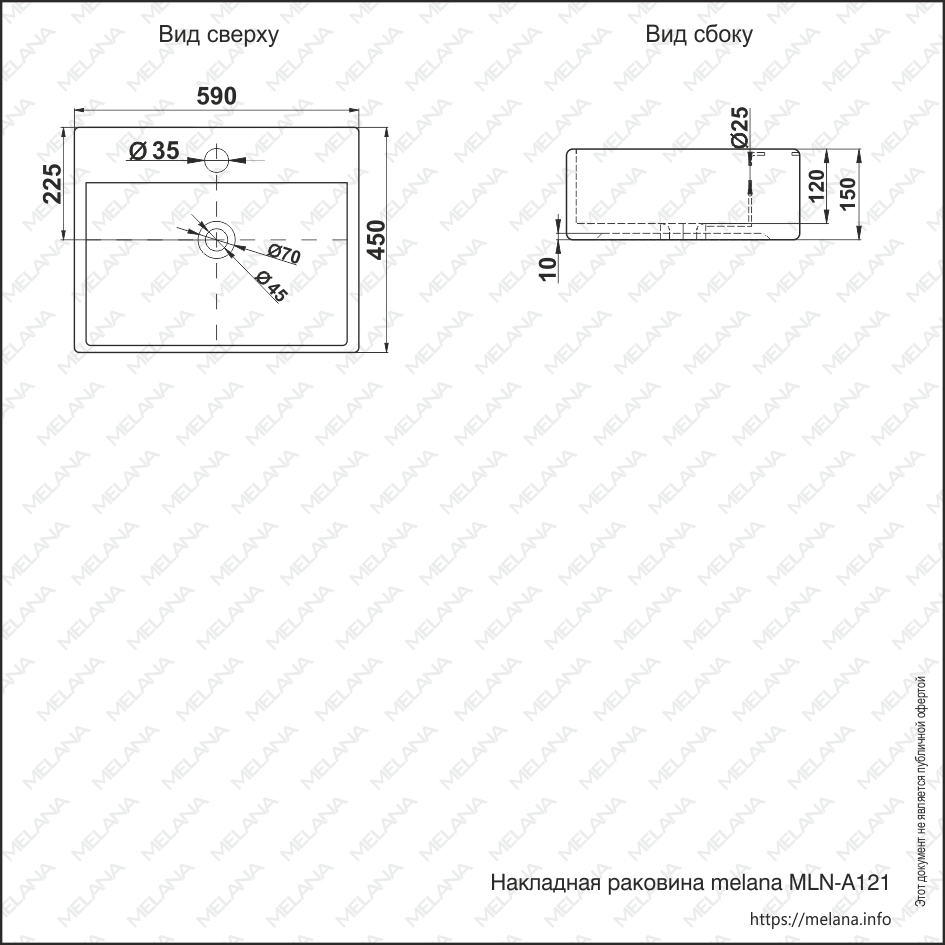 Вид сверху
Вид сбоку
590
Ø 35
225
450
Ø70
Ø45
Ø25
120
150
10
Этот документ не является публичной офертой
Накладная раковина melana MLN-A121
https://melana.info
MELANA